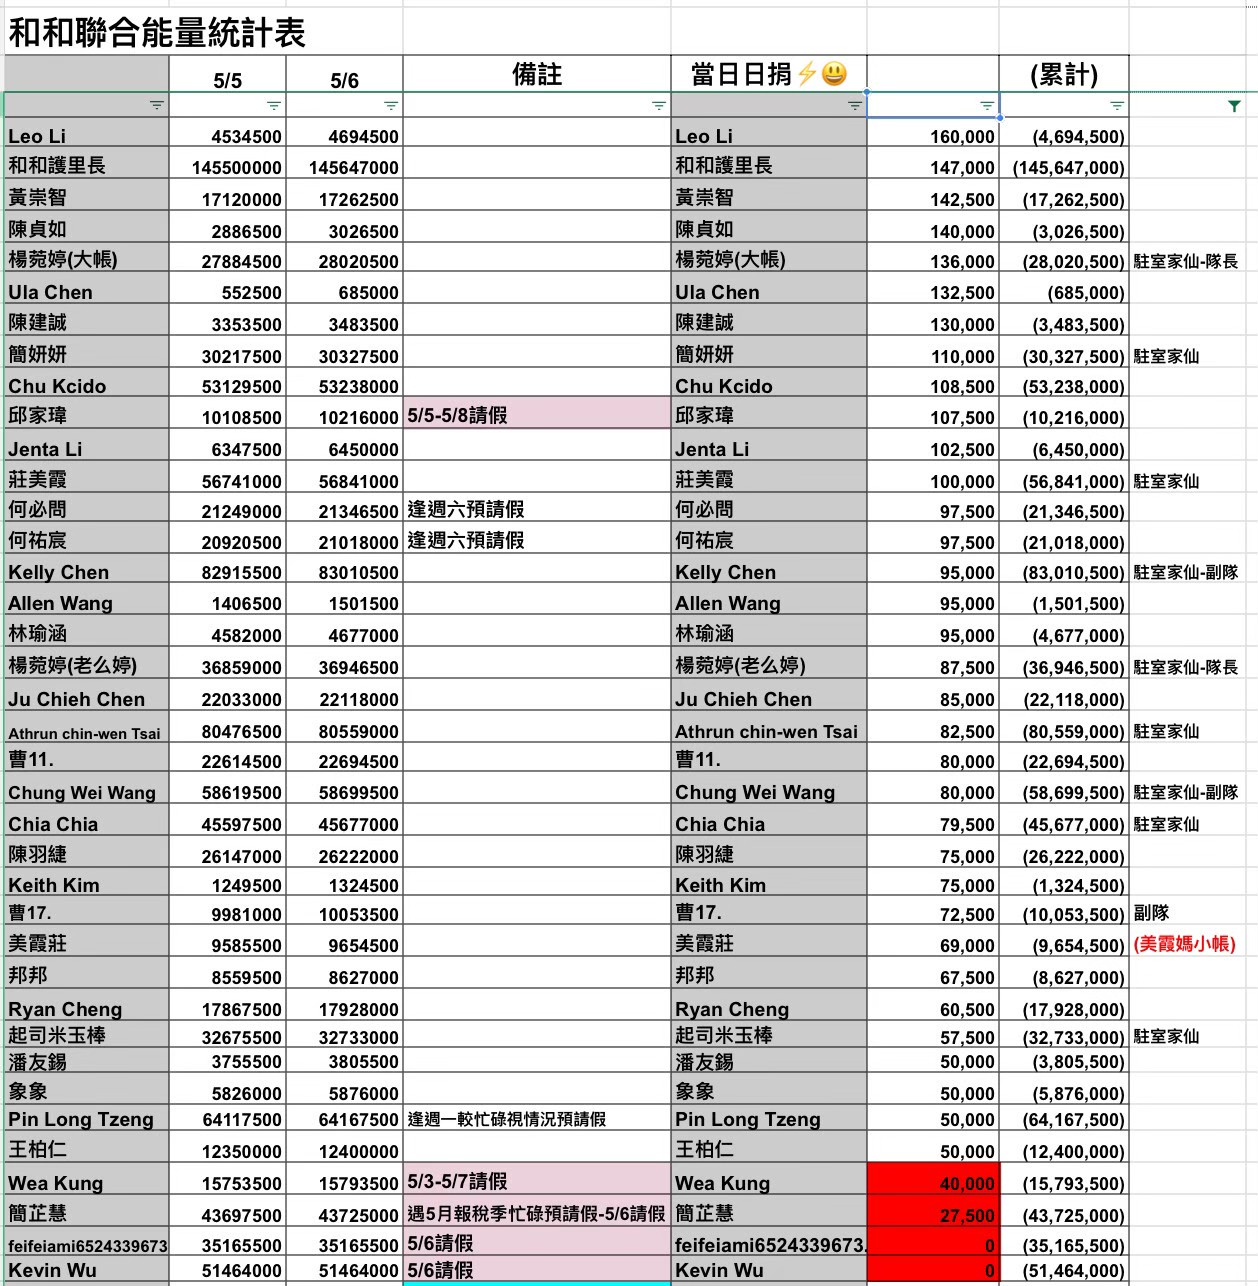 和和聯合能量統計表
5/5 5/6 備註 當日日捐⚡😃 (累計)
Leo Li 4534500 4694500 Leo Li 160,000 (4,694,500)
和和護里長 145500000 145647000 和和護里長 147,000 (145,647,000)
黃崇智 17120000 17262500 黃崇智 142,500 (17,262,500)
陳貞如 2886500 3026500 陳貞如 140,000 (3,026,500)
楊菀婷(大帳) 27884500 28020500 楊菀婷(大帳) 136,000 (28,020,500) 駐室家仙-隊長
Ula Chen 552500 685000 Ula Chen 132,500 (685,000)
陳建誠 3353500 3483500 陳建誠 130,000 (3,483,500)
簡妍妍 30217500 30327500 簡妍妍 110,000 (30,327,500) 駐室家仙
Chu Kcido 53129500 53238000 Chu Kcido 108,500 (53,238,000)
邱家瑋 10108500 10216000 5/5-5/8請假 邱家瑋 107,500 (10,216,000)
Jenta Li 6347500 6450000 Jenta Li 102,500 (6,450,000)
莊美霞 56741000 56841000 莊美霞 100,000 (56,841,000) 駐室家仙
何必問 21249000 21346500 逢週六預請假 何必問 97,500 (21,346,500)
何祐宸 20920500 21018000 逢週六預請假 何祐宸 97,500 (21,018,000)
Kelly Chen 82915500 83010500 Kelly Chen 95,000 (83,010,500) 駐室家仙-副隊
Allen Wang 1406500 1501500 Allen Wang 95,000 (1,501,500)
林瑜涵 4582000 4677000 林瑜涵 95,000 (4,677,000)
楊菀婷(老么婷) 36859000 36946500 楊菀婷(老么婷) 87,500 (36,946,500) 駐室家仙-隊長
Ju Chieh Chen 22033000 22118000 Ju Chieh Chen 85,000 (22,118,000)
Athrun chin-wen Tsai 80476500 80559000 Athrun chin-wen Tsai 82,500 (80,559,000) 駐室家仙
曹11. 22614500 22694500 曹11. 80,000 (22,694,500)
Chung Wei Wang 58619500 58699500 Chung Wei Wang 80,000 (58,699,500) 駐室家仙-副隊
Chia Chia 45597500 45677000 Chia Chia 79,500 (45,677,000) 駐室家仙
陳羽緁 26147000 26222000 陳羽緁 75,000 (26,222,000)
Keith Kim 1249500 1324500 Keith Kim 75,000 (1,324,500)
曹17. 9981000 10053500 曹17. 72,500 (10,053,500) 副隊
美霞莊 9585500 9654500 美霞莊 69,000 (9,654,500) (美霞媽小帳)
邦邦 8559500 8627000 邦邦 67,500 (8,627,000)
Ryan Cheng 17867500 17928000 Ryan Cheng 60,500 (17,928,000)
起司米玉棒 32675500 32733000 起司米玉棒 57,500 (32,733,000) 駐室家仙
潘友錫 3755500 3805500 潘友錫 50,000 (3,805,500)
象象 5826000 5876000 象象 50,000 (5,876,000)
Pin Long Tzeng 64117500 64167500 逢週一較忙碌視情況預請假 Pin Long Tzeng 50,000 (64,167,500)
王柏仁 12350000 12400000 王柏仁 50,000 (12,400,000)
Wea Kung 15753500 15793500 5/3-5/7請假 Wea Kung 40,000 (15,793,500)
簡芷慧 43697500 43725000 遇5月報稅季忙碌預請假-5/6請假 簡芷慧 27,500 (43,725,000)
feifeiami6524339673 35165500 35165500 5/6請假 feifeiami6524339673. 0 (35,165,500)
Kevin Wu 51464000 51464000 5/6請假 Kevin Wu 0 (51,464,000)